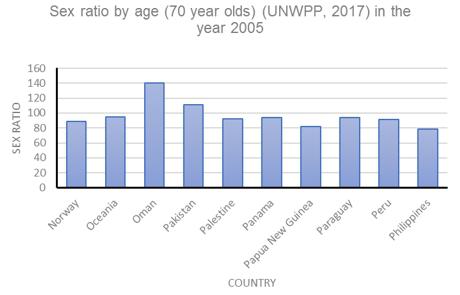 Sex ratio by age (70 year olds) (UNWPP, 2017) in the
year 2005
160
140
120
100
80
60
40
20
0
SEX RATIO
Norway
Oceania
Oman
Pakistan
Palestine
Panama
Papua New Guinea
Paraguay
Peru
Philippines
COUNTRY